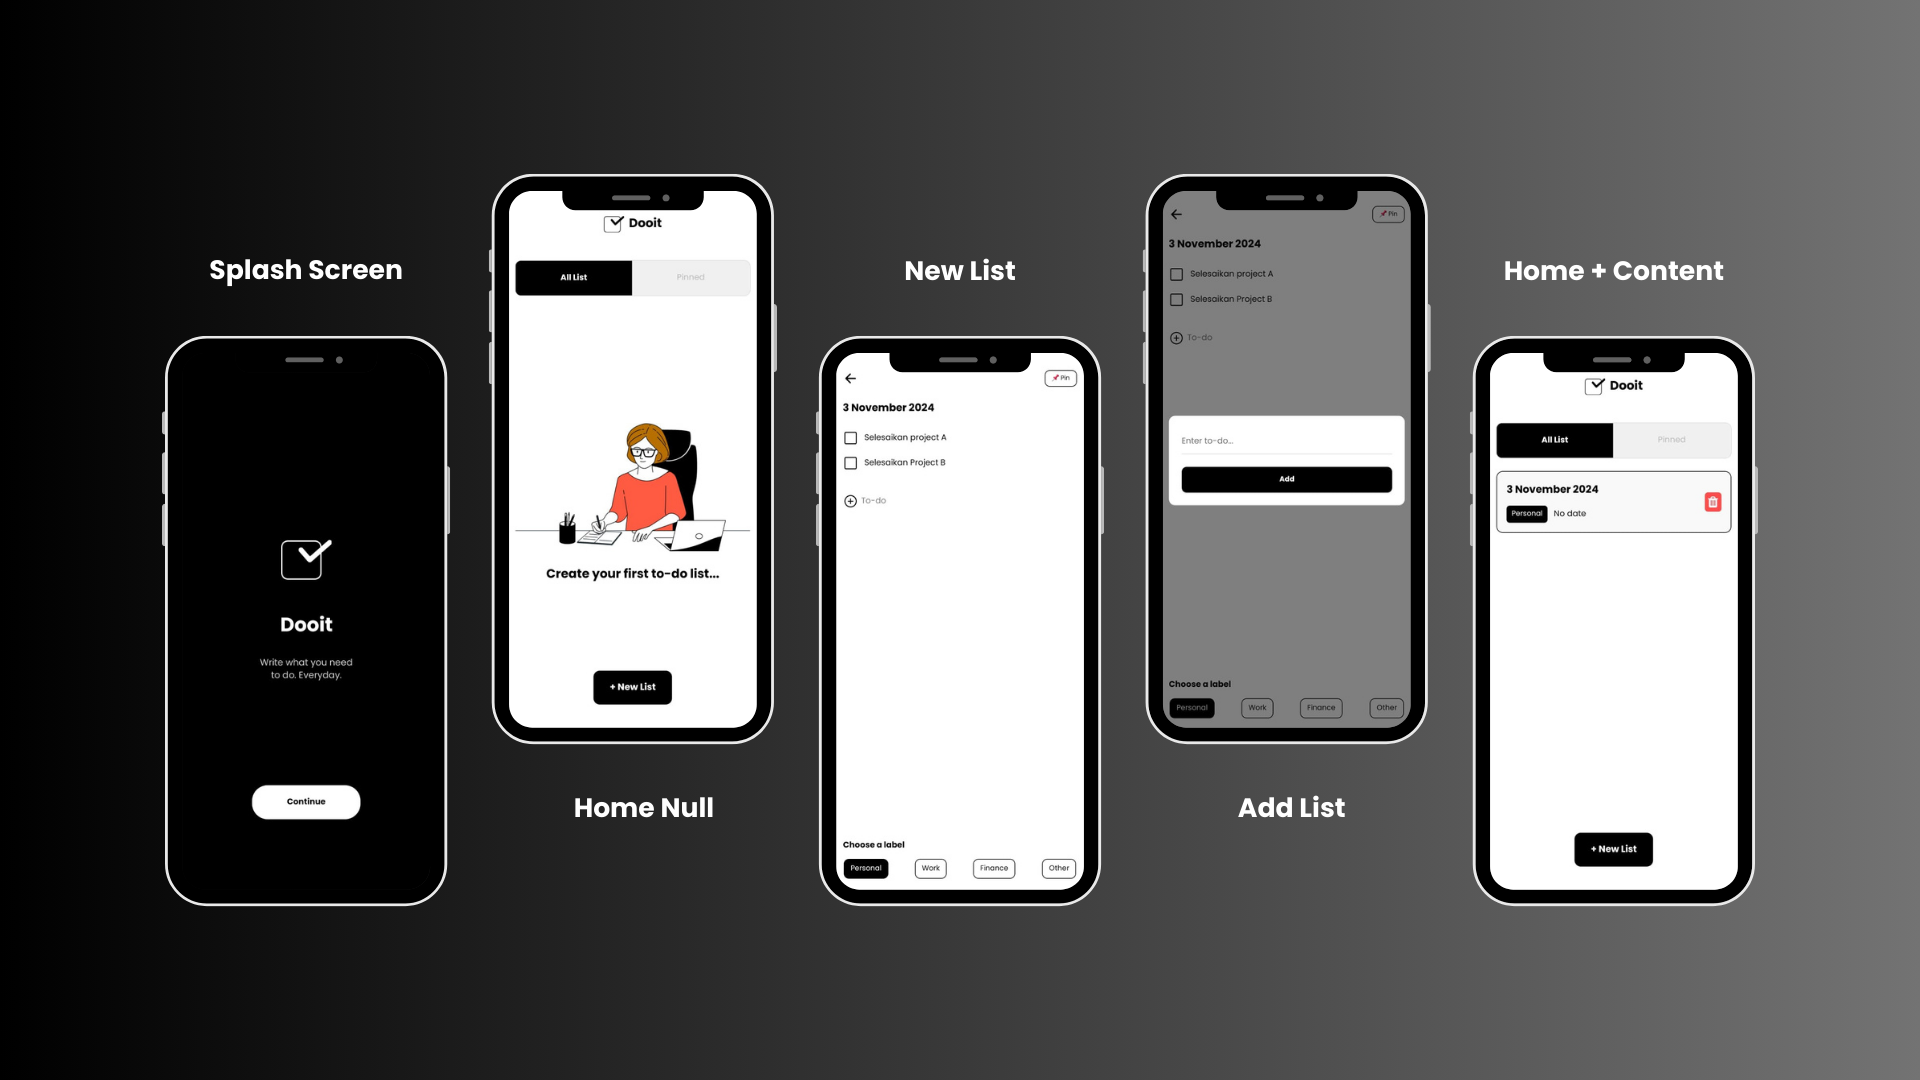 Splash Screen
Dooit
Write what you need
to do. Everyday.
Continue
Dooit
All List
Pinned
Create your first to-do list...
+ New List
Home Null
New List
Pin
3 November 2024
Selesaikan project A
Selesaikan Project B
To-do
Choose a label
Personal
Work
Finance
Other
Pin
3 November 2024
Selesaikan project A
Selesaikan Project B
To-do
Enter to-do...
Add
Choose a label
Personal
Work
Finance
Other
Add List
Home + Content
Dooit
All List
Pinned
3 November 2024
Personal
No date
+ New List